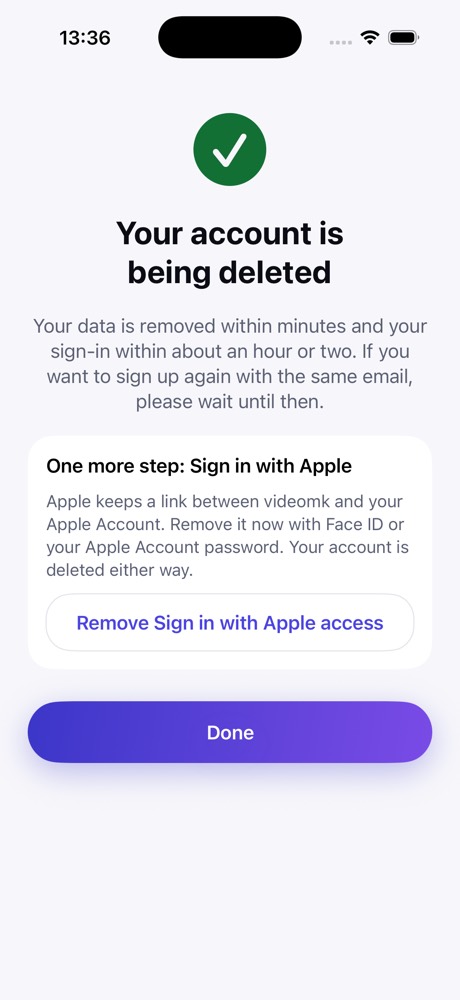 13:36
Your account is
being deleted
Your data is removed within minutes and your
sign-in within about an hour or two. If you
want to sign up again with the same email,
please wait until then.
One more step: Sign in with Apple
Apple keeps a link between videomk and your
Apple Account. Remove it now with Face ID or
your Apple Account password. Your account is
deleted either way.
Remove Sign in with Apple access
Done